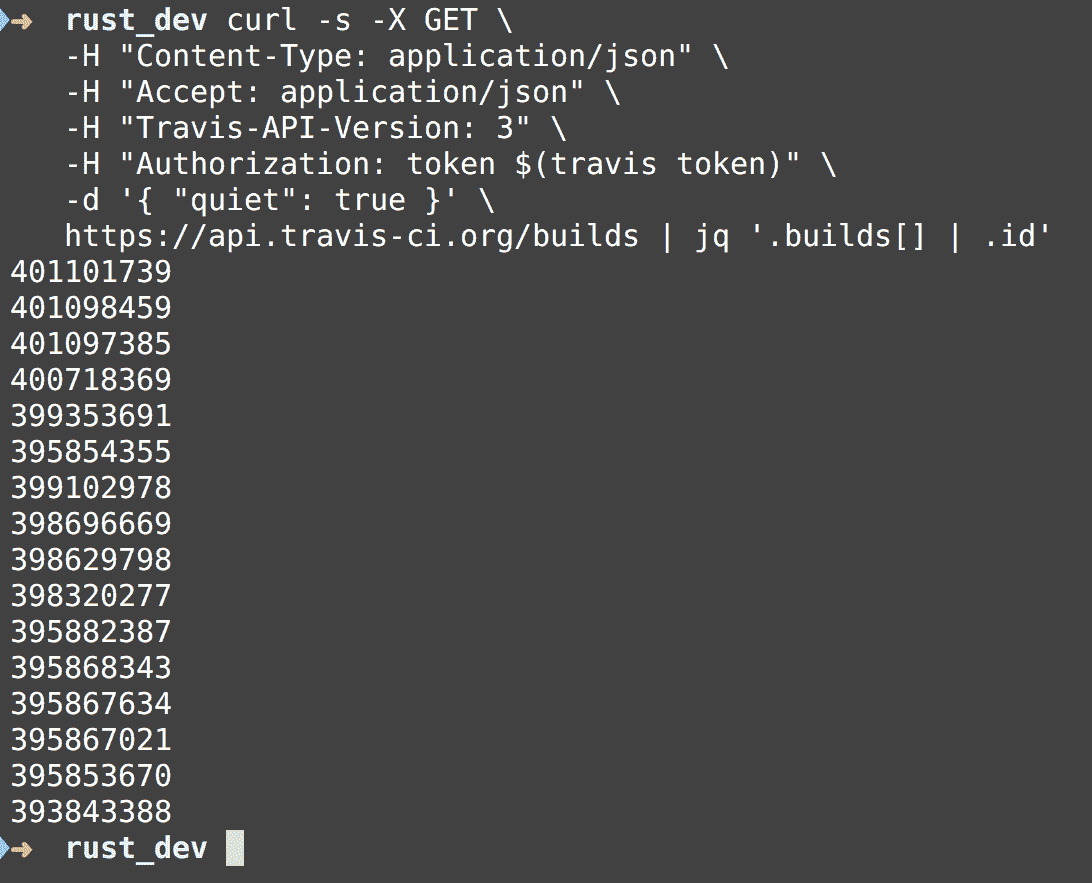 ➜ rust_dev curl -s -X GET \
-H "Content-Type: application/json" \
-H "Accept: application/json" \
-H "Travis-API-Version: 3" \
-H "Authorization: token $(travis token)" \
-d '{ "quiet": true }' \
https://api.travis-ci.org/builds | jq '.builds[] | .id'
401101739
401098459
401097385
400718369
399353691
395854355
399102978
398696669
398629798
398320277
395882387
395868343
395867634
395867021
395853670
393843388
➜ rust_dev